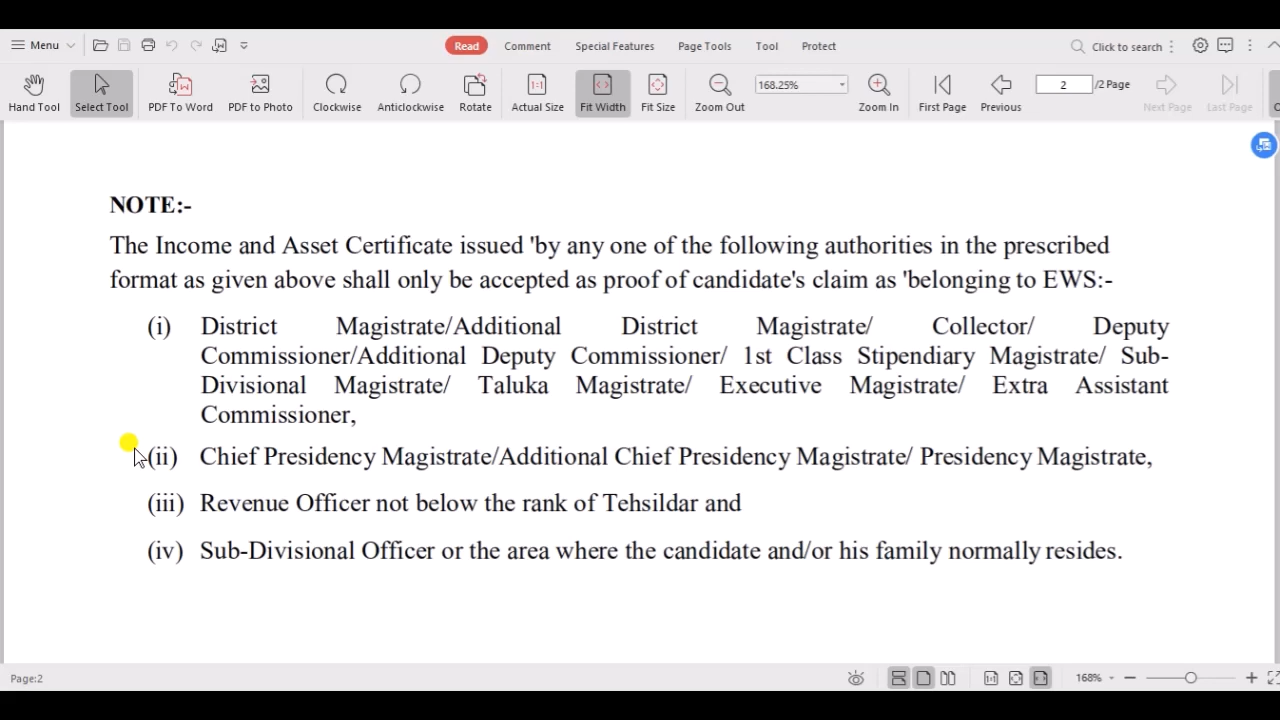 Menu
Read
Comment
Special Features
Page Tools
Tool
Protect
Click to search
Hand Tool
Select Tool
PDF To Word
PDF to Photo
Clockwise
Anticlockwise
Rotate
1:1
Actual Size
Fit Width
Fit Size
Zoom Out
168.25%
Zoom In
First Page
Previous
2
/2 Page
Next Page
Last Page
NOTE:-
The Income and Asset Certificate issued 'by any one of the following authorities in the prescribed
format as given above shall only be accepted as proof of candidate's claim as 'belonging to EWS:-
(i) District Magistrate/Additional District Magistrate/ Collector/ Deputy
Commissioner/Additional Deputy Commissioner/ 1st Class Stipendiary Magistrate/ Sub-
Divisional Magistrate/ Taluka Magistrate/ Executive Magistrate/ Extra Assistant
Commissioner,
(ii) Chief Presidency Magistrate/Additional Chief Presidency Magistrate/ Presidency Magistrate,
(iii) Revenue Officer not below the rank of Tehsildar and
(iv) Sub-Divisional Officer or the area where the candidate and/or his family normally resides.
Page:2
168%